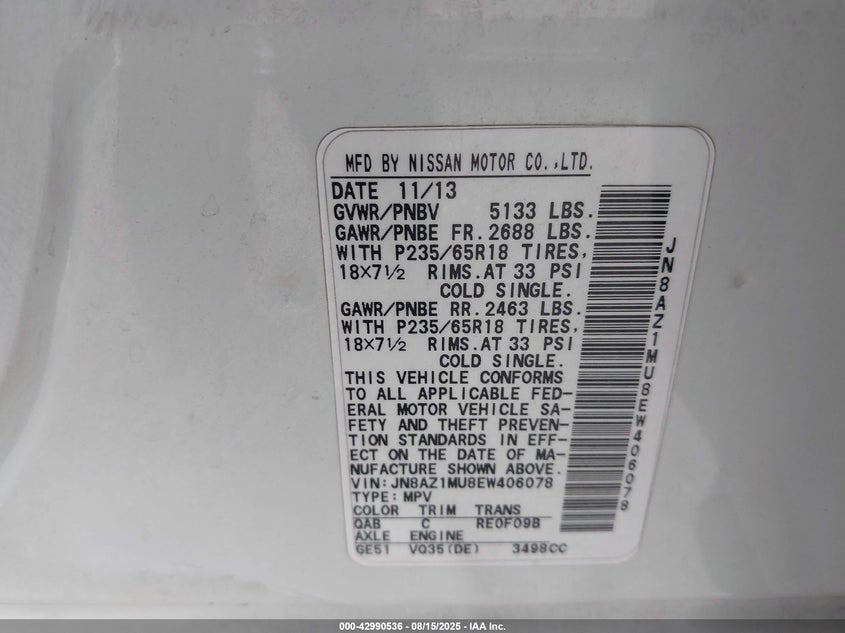 MFD BY NISSAN MOTOR CO.,LTD.
DATE 11/13
GVWR/PNBV 5133 LBS.
GAWR/PNBE FR. 2688 LBS.
WITH P235/65R18 TIRES,
18×7½ RIMS.AT 33 PSI
COLD SINGLE.
GAWR/PNBE RR. 2463 LBS.
WITH P235/65R18 TIRES,
18×7½ RIMS.AT 33 PSI
COLD SINGLE.
THIS VEHICLE CONFORMS
TO ALL APPLICABLE FED-
ERAL MOTOR VEHICLE SA-
FETY AND THEFT PREVEN-
TION STANDARDS IN EFF-
ECT ON THE DATE OF MA-
NUFACTURE SHOWN ABOVE.
VIN: JN8AZ1MU8EW406078
TYPE: MPV
COLOR TRIM TRANS
QAB C RE0F09B
AXLE ENGINE
GE51 VQ35(DE) 3498CC
JN8AZ1MU8EW406078
000-42990536 - 08/15/2025 - IAA Inc.